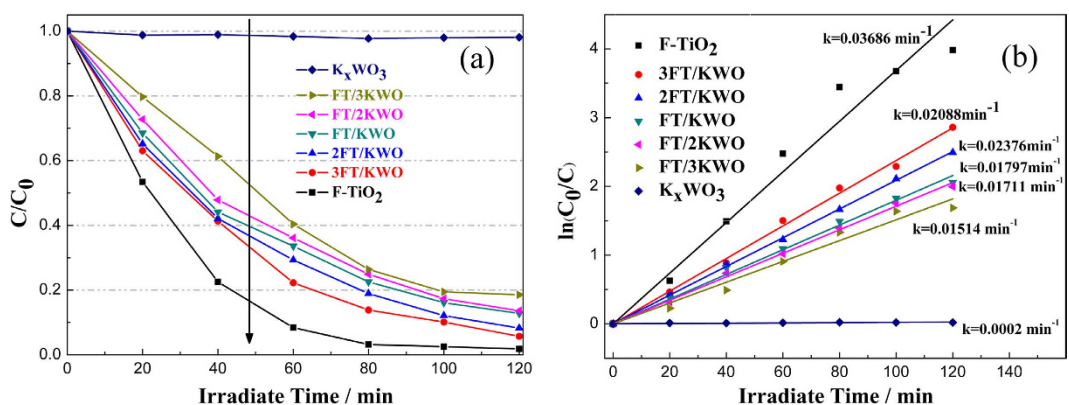 (a)
C/C₀
1.0
0.8
0.6
0.4
0.2
0.0
KₓWO₃
FT/3KWO
FT/2KWO
FT/KWO
2FT/KWO
3FT/KWO
F-TiO₂
0 20 40 60 80 100 120
Irradiate Time / min
(b)
ln(C₀/C)
4
3
2
1
0
F-TiO₂
3FT/KWO
2FT/KWO
FT/KWO
FT/2KWO
FT/3KWO
KₓWO₃
k=0.03686 min⁻¹
k=0.02088min⁻¹
k=0.02376min⁻¹
k=0.01797min⁻¹
k=0.01711 min⁻¹
k=0.01514 min⁻¹
k=0.0002 min⁻¹
0 20 40 60 80 100 120 140
Irradiate Time / min